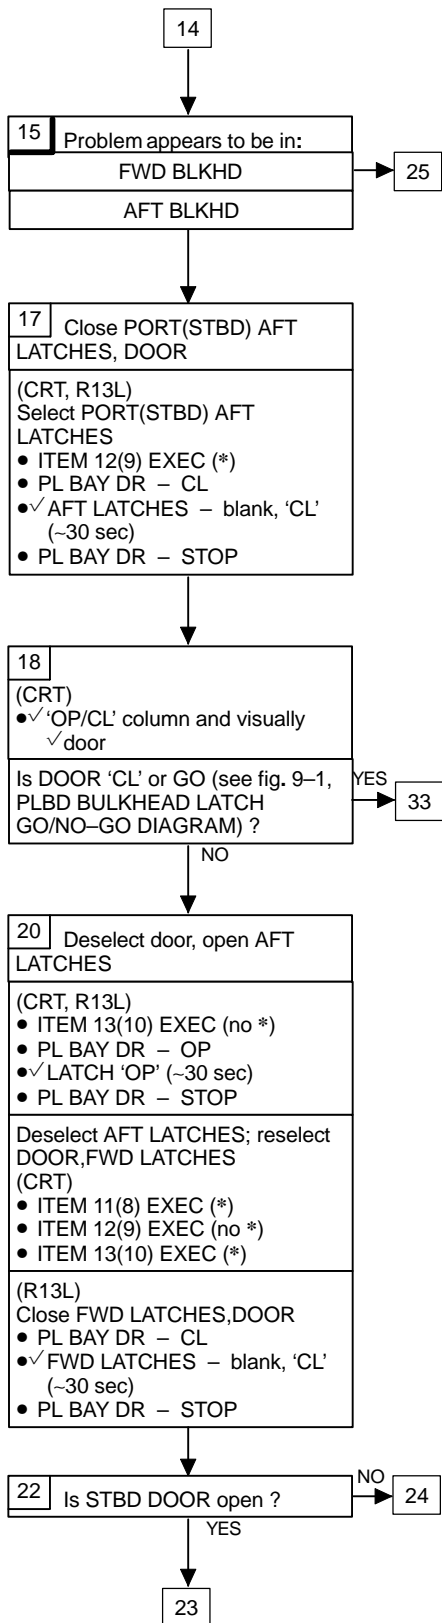 14
15 Problem appears to be in:
FWD BLKHD
25
AFT BLKHD
17 Close PORT(STBD) AFT
LATCHES, DOOR
(CRT, R13L)
Select PORT(STBD) AFT
LATCHES
• ITEM 12(9) EXEC (*)
• PL BAY DR – CL
•√AFT LATCHES – blank, ‘CL’
(~30 sec)
• PL BAY DR – STOP
18
(CRT)
•√‘OP/CL’ column and visually
√door
Is DOOR ‘CL’ or GO (see fig. 9–1,
PLBD BULKHEAD LATCH
GO/NO–GO DIAGRAM) ?
YES
33
NO
20 Deselect door, open AFT
LATCHES
(CRT, R13L)
• ITEM 13(10) EXEC (no *)
• PL BAY DR – OP
•√LATCH ‘OP’ (~30 sec)
• PL BAY DR – STOP
Deselect AFT LATCHES; reselect
DOOR,FWD LATCHES
(CRT)
• ITEM 11(8) EXEC (*)
• ITEM 12(9) EXEC (no *)
• ITEM 13(10) EXEC (*)
(R13L)
Close FWD LATCHES,DOOR
• PL BAY DR – CL
•√FWD LATCHES – blank, ‘CL’
(~30 sec)
• PL BAY DR – STOP
22 Is STBD DOOR open ?
NO
24
YES
23